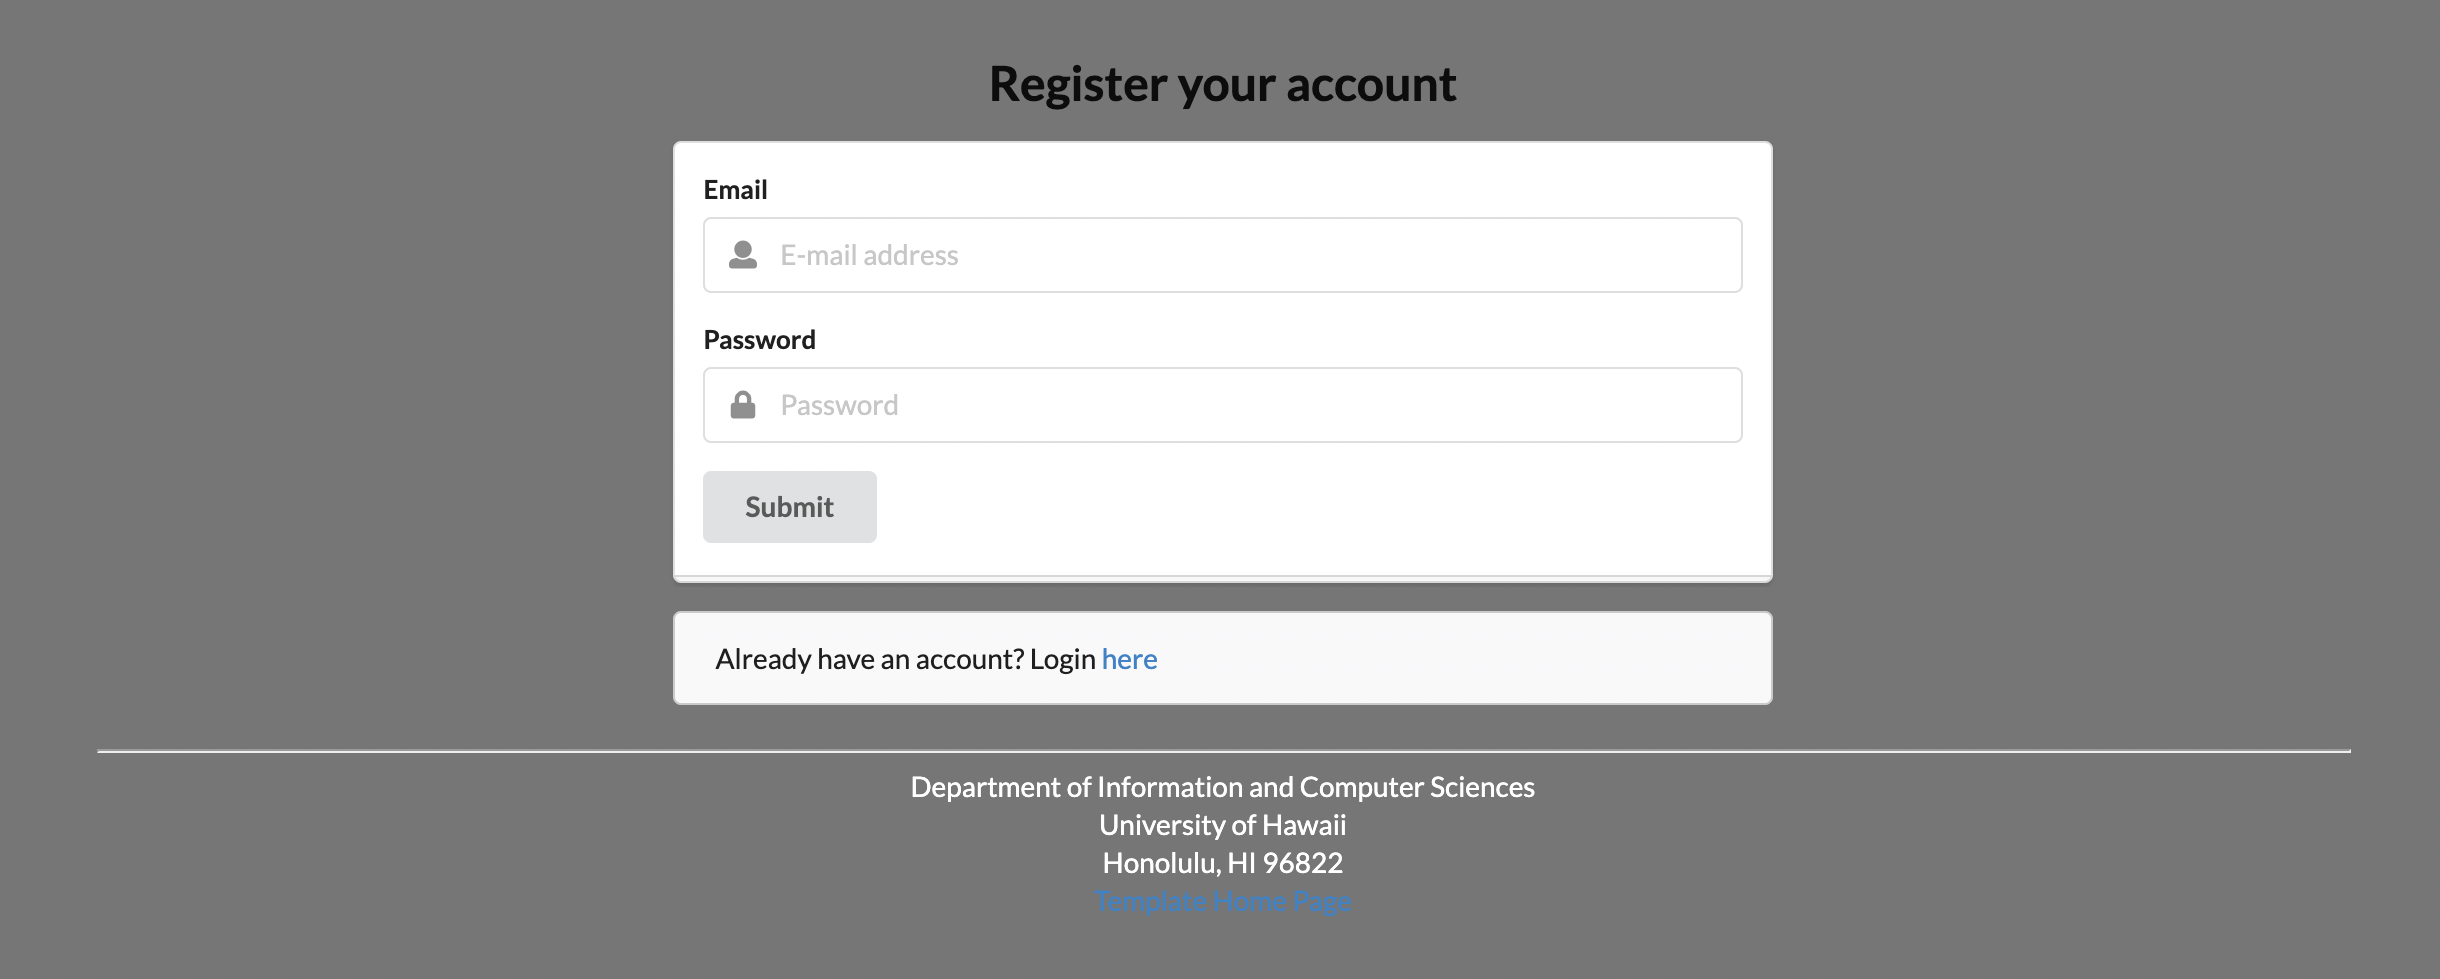 Register your account
Email
E-mail address
Password
Password
Submit
Already have an account? Login here
Department of Information and Computer Sciences
University of Hawaii
Honolulu, HI 96822
Template Home Page